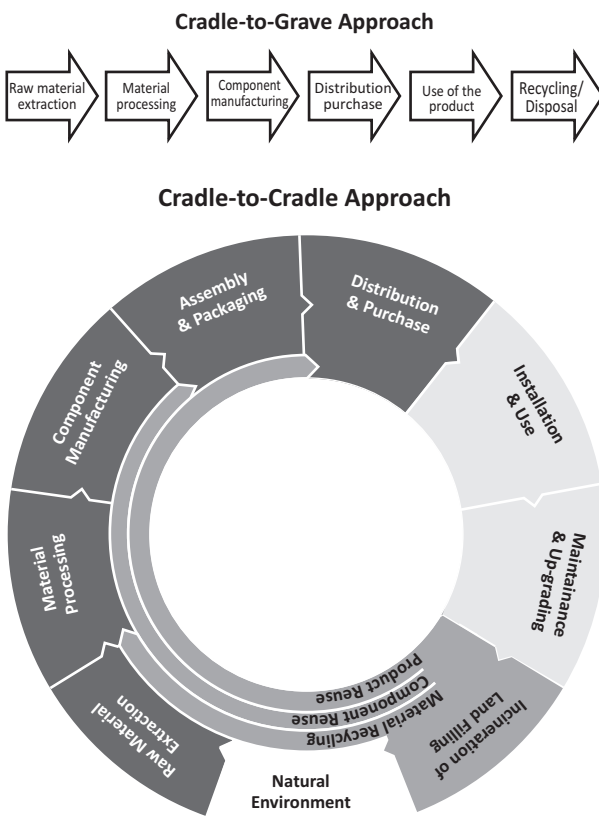 Cradle-to-Grave Approach
Raw material
extraction
Material
processing
Component
manufacturing
Distribution
purchase
Use of the
product
Recycling/
Disposal
Cradle-to-Cradle Approach
Assembly
& Packaging
Distribution
& Purchase
Component
Manufacturing
Installation
& Use
Material
Processing
Maintainance
& Up-grading
Raw Material
Extraction
Product Reuse
Component Reuse
Material Recycling
Incineration of
Land Filling
Natural
Environment